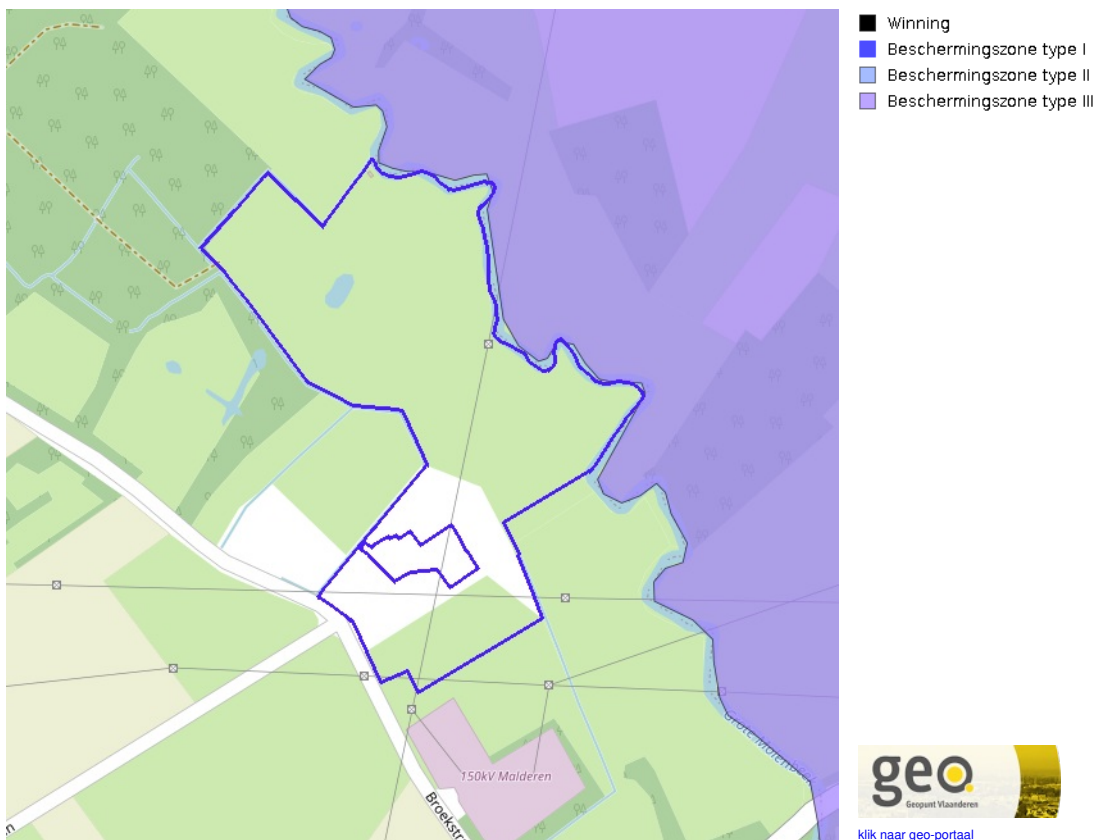 Winning
Beschermingszone type I
Beschermingszone type II
Beschermingszone type III
150kV Malderen
Grote Molenbeek
Broekstr
geo
Geopunt Vlaanderen
klik naar geo-portaal